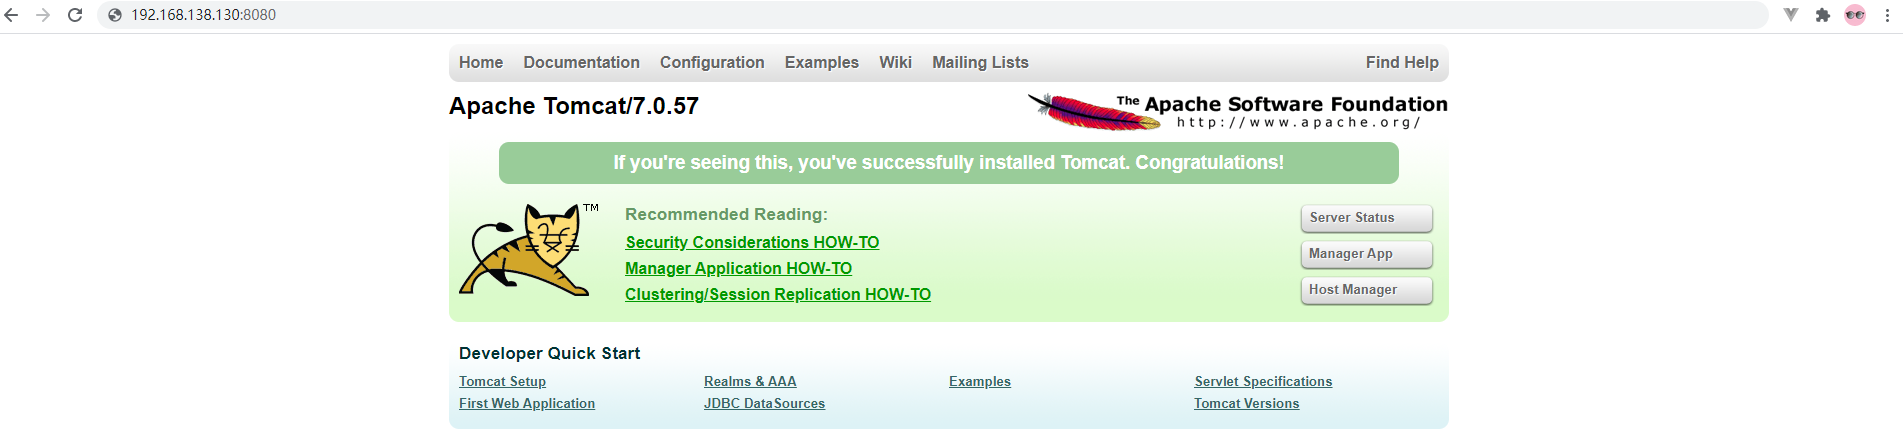 192.168.138.130:8080
Home Documentation Configuration Examples Wiki Mailing Lists Find Help
Apache Tomcat/7.0.57
The Apache Software Foundation
http://www.apache.org/
If you're seeing this, you've successfully installed Tomcat. Congratulations!
TM
Recommended Reading:
Security Considerations HOW-TO
Manager Application HOW-TO
Clustering/Session Replication HOW-TO
Server Status
Manager App
Host Manager
Developer Quick Start
Tomcat Setup
First Web Application
Realms & AAA
JDBC DataSources
Examples
Servlet Specifications
Tomcat Versions